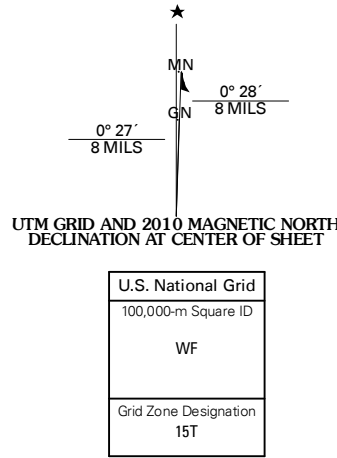 ★
MN
0° 28´
8 MILS
GN
0° 27´
8 MILS
UTM GRID AND 2010 MAGNETIC NORTH
DECLINATION AT CENTER OF SHEET
U.S. National Grid
100,000-m Square ID
WF
Grid Zone Designation
15T